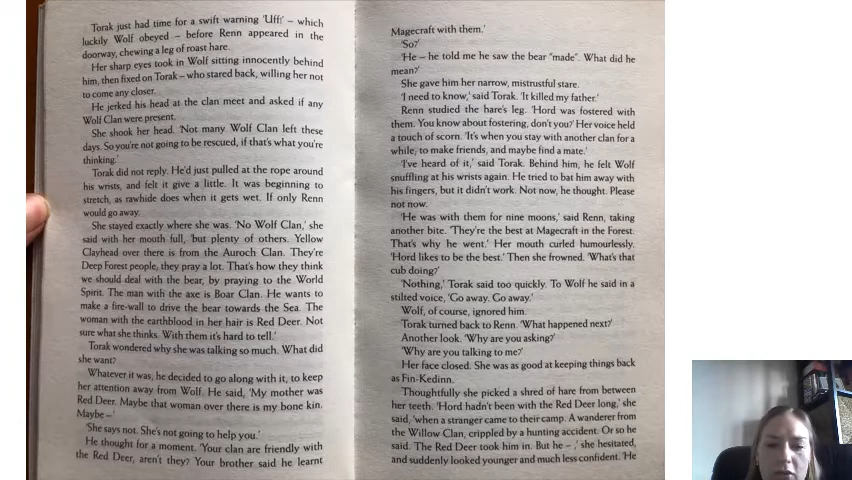 Torak just had time for a swift warning 'Uff!' – which
luckily Wolf obeyed – before Renn appeared in the
doorway, chewing a leg of roast hare.
Her sharp eyes took in Wolf sitting innocently behind
him, then fixed on Torak – who stared back, willing her not
to come any closer.
He jerked his head at the clan meet and asked if any
Wolf Clan were present.
She shook her head. 'Not many Wolf Clan left these
days. So you're not going to be rescued, if that's what you're
thinking.'
Torak did not reply. He'd just pulled at the rope around
his wrists, and felt it give a little. It was beginning to
stretch, as rawhide does when it gets wet. If only Renn
would go away.
She stayed exactly where she was. 'No Wolf Clan,' she
said with her mouth full, 'but plenty of others. Yellow
Clayhead over there is from the Auroch Clan. They're
Deep Forest people, they pray a lot. That's how they think
we should deal with the bear, by praying to the World
Spirit. The man with the axe is Boar Clan. He wants to
make a fire-wall to drive the bear towards the Sea. The
woman with the earthblood in her hair is Red Deer. Not
sure what she thinks. With them it's hard to tell.'
Torak wondered why she was talking so much. What did
she want?
Whatever it was, he decided to go along with it, to keep
her attention away from Wolf. He said, 'My mother was
Red Deer. Maybe that woman over there is my bone kin.
Maybe –'
'She says not. She's not going to help you.'
He thought for a moment. 'Your clan are friendly with
the Red Deer, aren't they? Your brother said he learnt
Magecraft with them.'
'So?'
'He – he told me he saw the bear "made". What did he
mean?'
She gave him her narrow, mistrustful stare.
'I need to know,' said Torak. 'It killed my father.'
Renn studied the hare's leg. 'Hord was fostered with
them. You know about fostering, don't you?' Her voice held
a touch of scorn. 'It's when you stay with another clan for a
while, to make friends, and maybe find a mate.'
'I've heard of it,' said Torak. Behind him, he felt Wolf
snuffling at his wrists again. He tried to bat him away with
his fingers, but it didn't work. Not now, he thought. Please
not now.
'He was with them for nine moons,' said Renn, taking
another bite. 'They're the best at Magecraft in the Forest.
That's why he went.' Her mouth curled humourlessly.
'Hord likes to be the best.' Then she frowned. 'What's that
cub doing?'
'Nothing,' Torak said too quickly. To Wolf he said in a
stilted voice, 'Go away. Go away.'
Wolf, of course, ignored him.
Torak turned back to Renn. 'What happened next?'
Another look. 'Why are you asking?'
'Why are you talking to me?'
Her face closed. She was as good at keeping things back
as Fin-Kedinn.
Thoughtfully she picked a shred of hare from between
her teeth. 'Hord hadn't been with the Red Deer long,' she
said, 'when a stranger came to their camp. A wanderer from
the Willow Clan, crippled by a hunting accident. Or so he
said. The Red Deer took him in. But he – ,' she hesitated,
and suddenly looked younger and much less confident. 'He